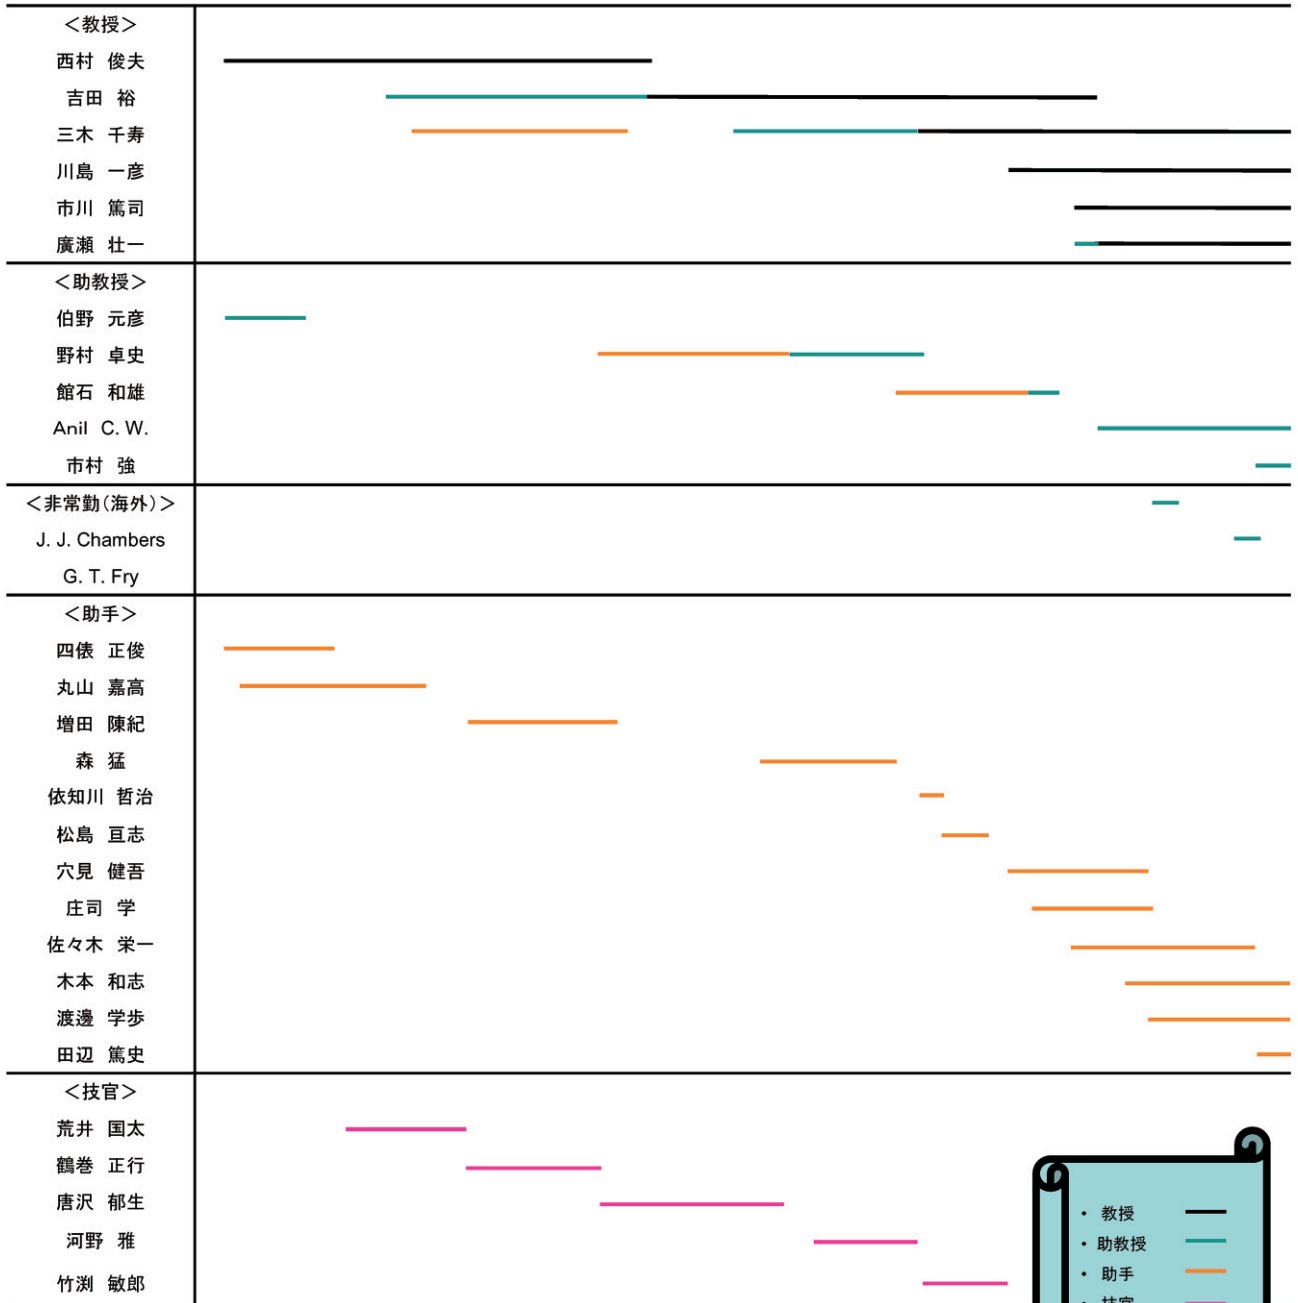 ＜教授＞
西村 俊夫
吉田 裕
三木 千寿
川島 一彦
市川 篤司
廣瀬 壮一
＜助教授＞
伯野 元彦
野村 卓史
館石 和雄
Anil C. W.
市村 強
＜非常勤（海外）＞
J. J. Chambers
G. T. Fry
＜助手＞
四俵 正俊
丸山 嘉高
増田 陳紀
森 猛
依知川 哲治
松島 亘志
穴見 健吾
庄司 学
佐々木 栄一
木本 和志
渡邊 学歩
田辺 篤史
＜技官＞
荒井 国太
鶴巻 正行
唐沢 郁生
河野 雅
竹渕 敏郎
・ 教授
・ 助教授
・ 助手
・ 技官